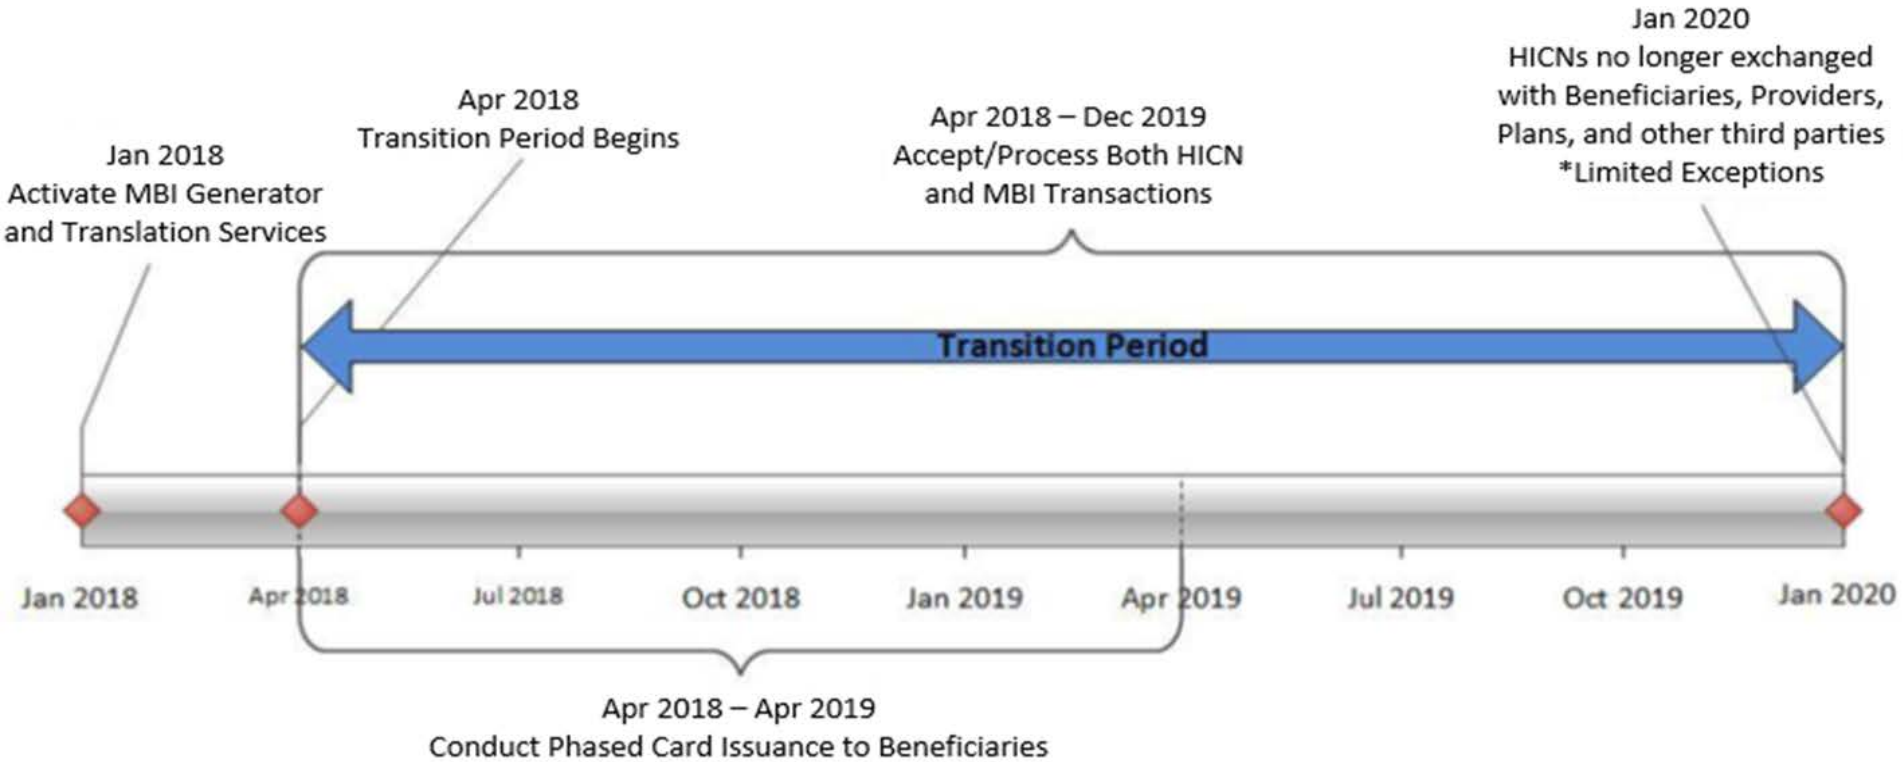 Jan 2018
Activate MBI Generator
and Translation Services
Apr 2018
Transition Period Begins
Apr 2018 – Dec 2019
Accept/Process Both HICN
and MBI Transactions
Jan 2020
HICNs no longer exchanged
with Beneficiaries, Providers,
Plans, and other third parties
*Limited Exceptions
Transition Period
Jan 2018
Apr 2018
Jul 2018
Oct 2018
Jan 2019
Apr 2019
Jul 2019
Oct 2019
Jan 2020
Apr 2018 – Apr 2019
Conduct Phased Card Issuance to Beneficiaries